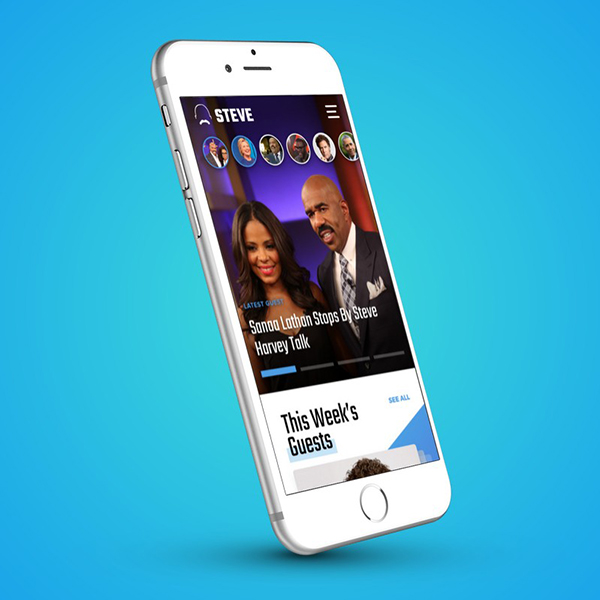 STEVE
LATEST GUEST
Sanaa Lathan Stops By Steve
Harvey Talk
This Week's
Guests
SEE ALL